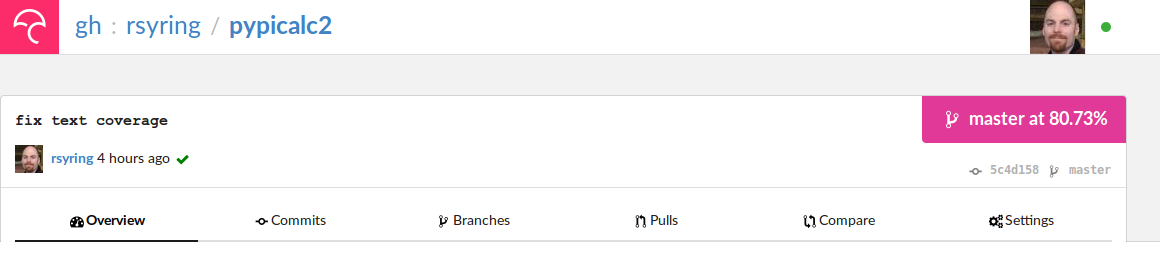 gh : rsyring / pypicalc2
fix text coverage
master at 80.73%
rsyring 4 hours ago
5c4d158 master
Overview Commits Branches Pulls Compare Settings